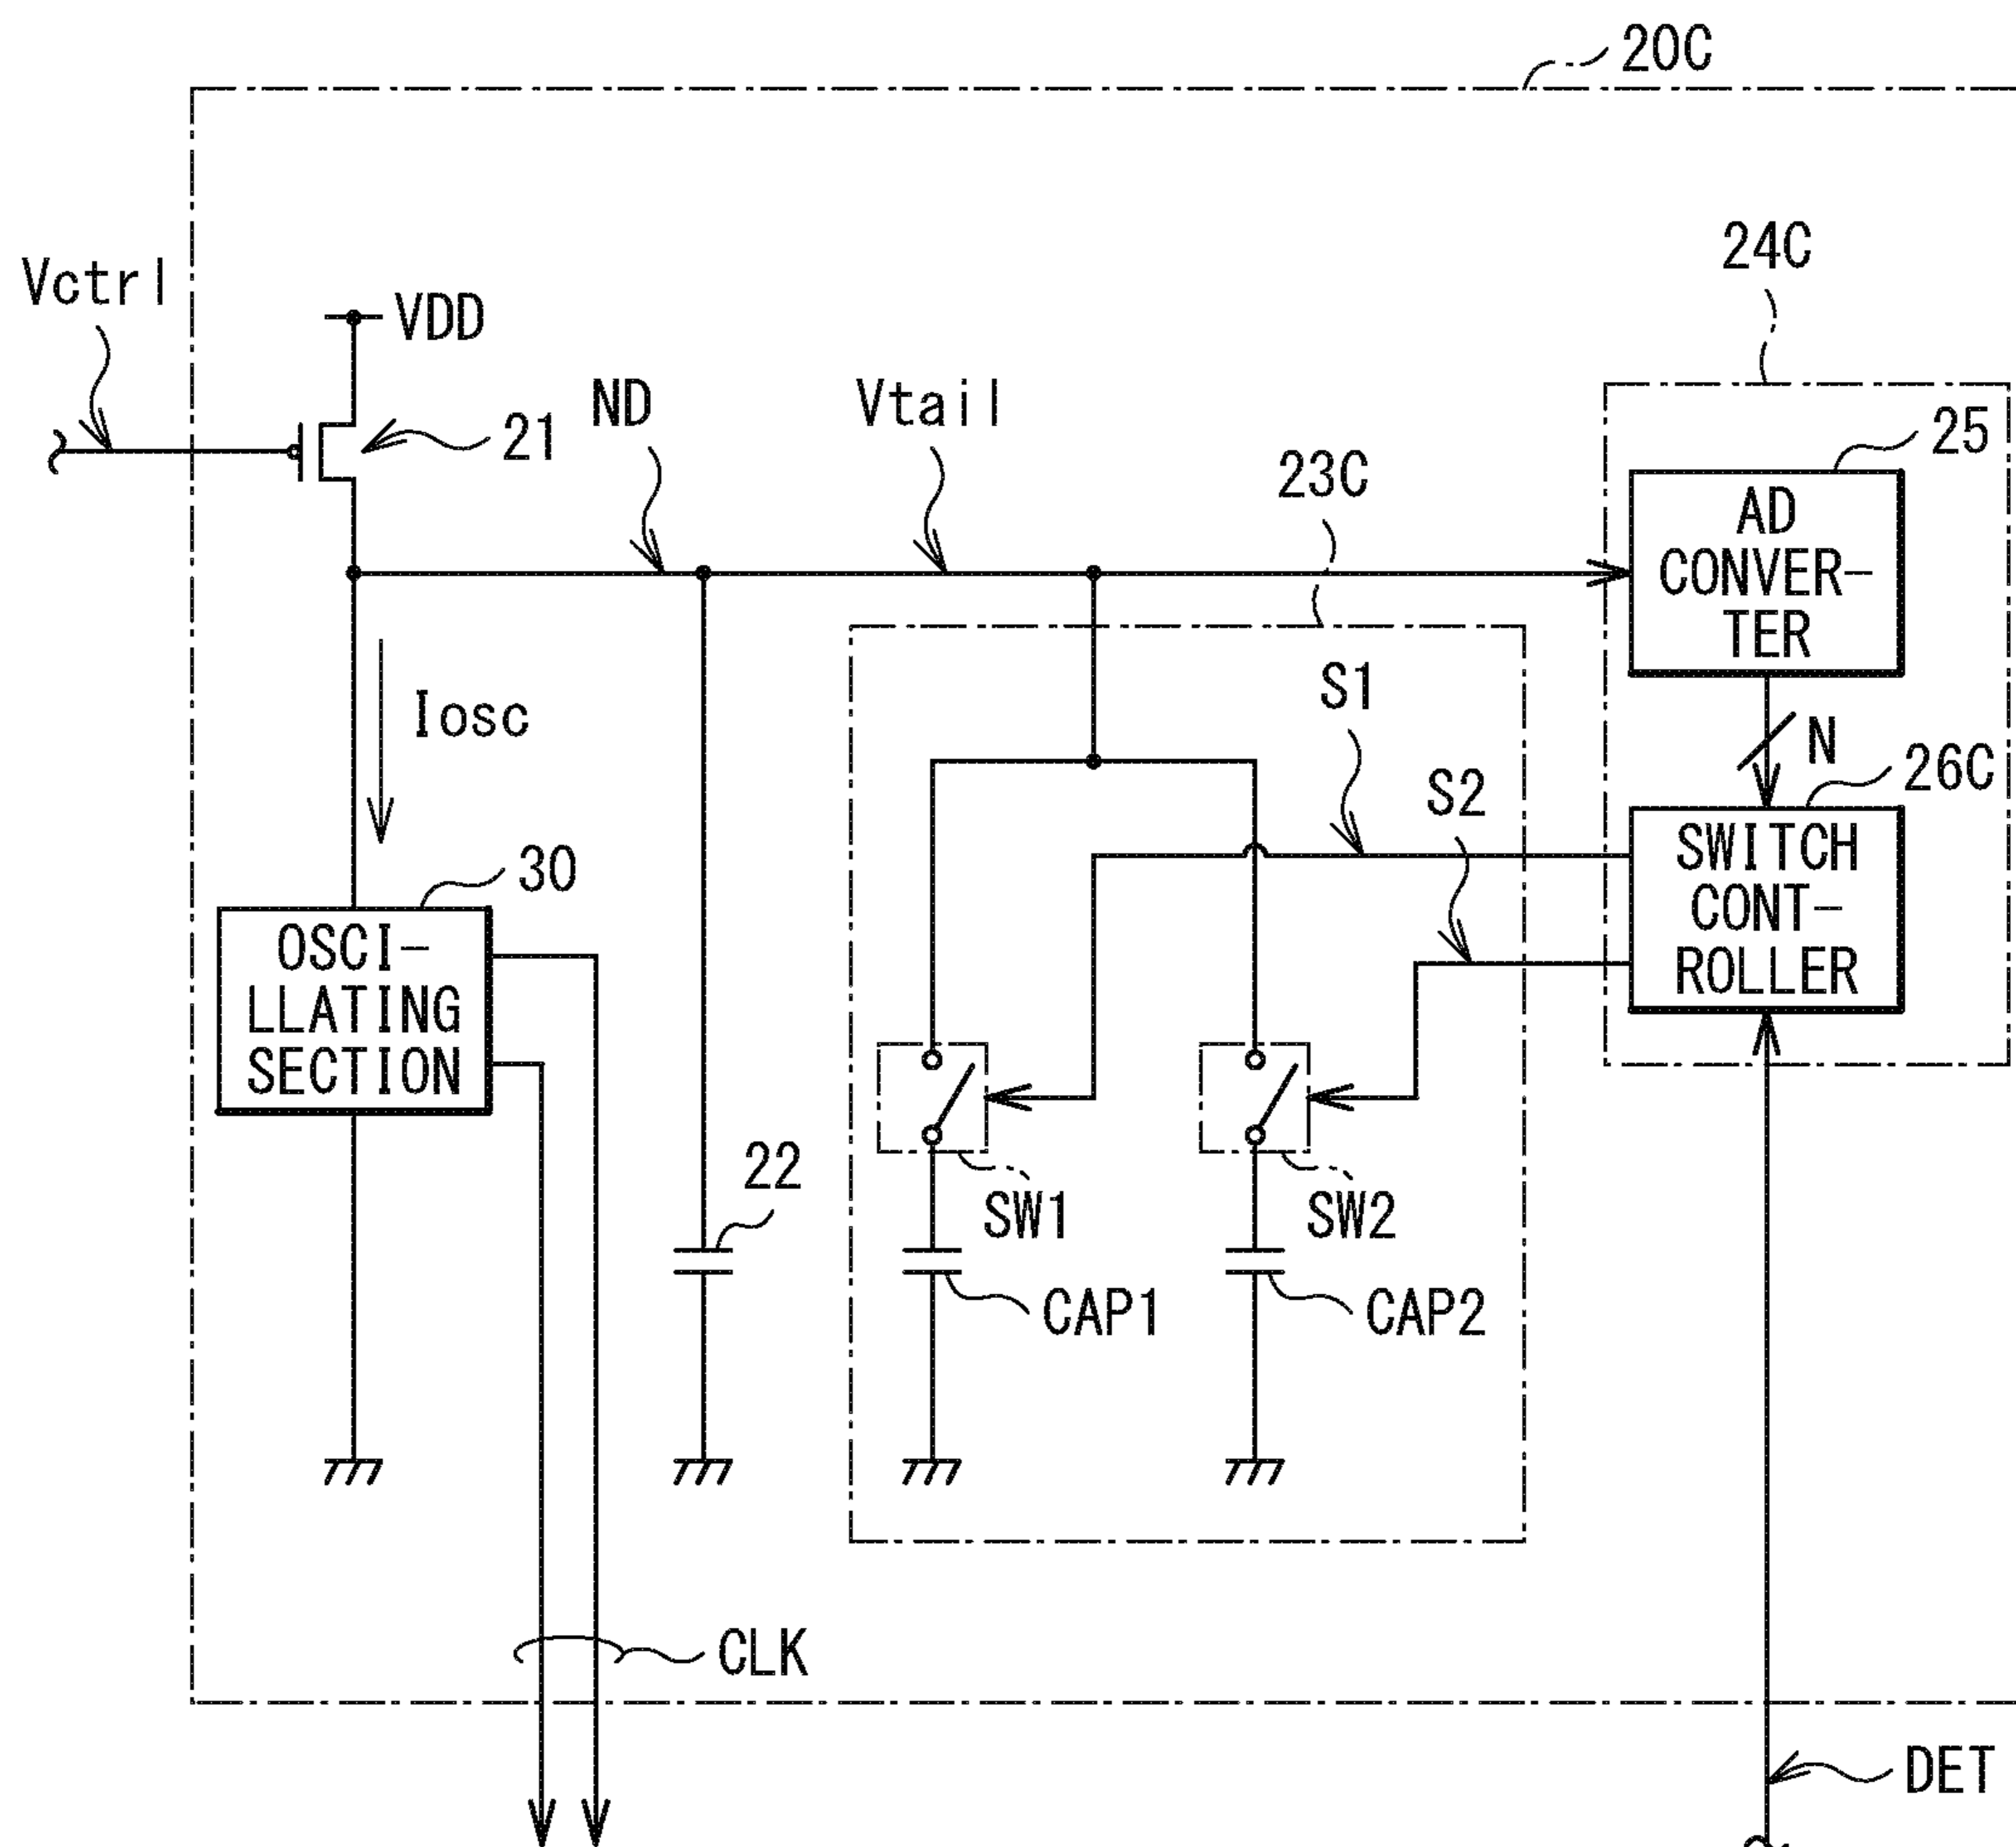 20C
24C
Vctrl
VDD
21
ND
Vtail
23C
25
AD
CONVER-
TER
S1
Iosc
N
S2
26C
SWITCH
CONT-
ROLLER
30
OSCI-
LLATING
SECTION
22
SW1
SW2
CAP1
CAP2
CLK
DET